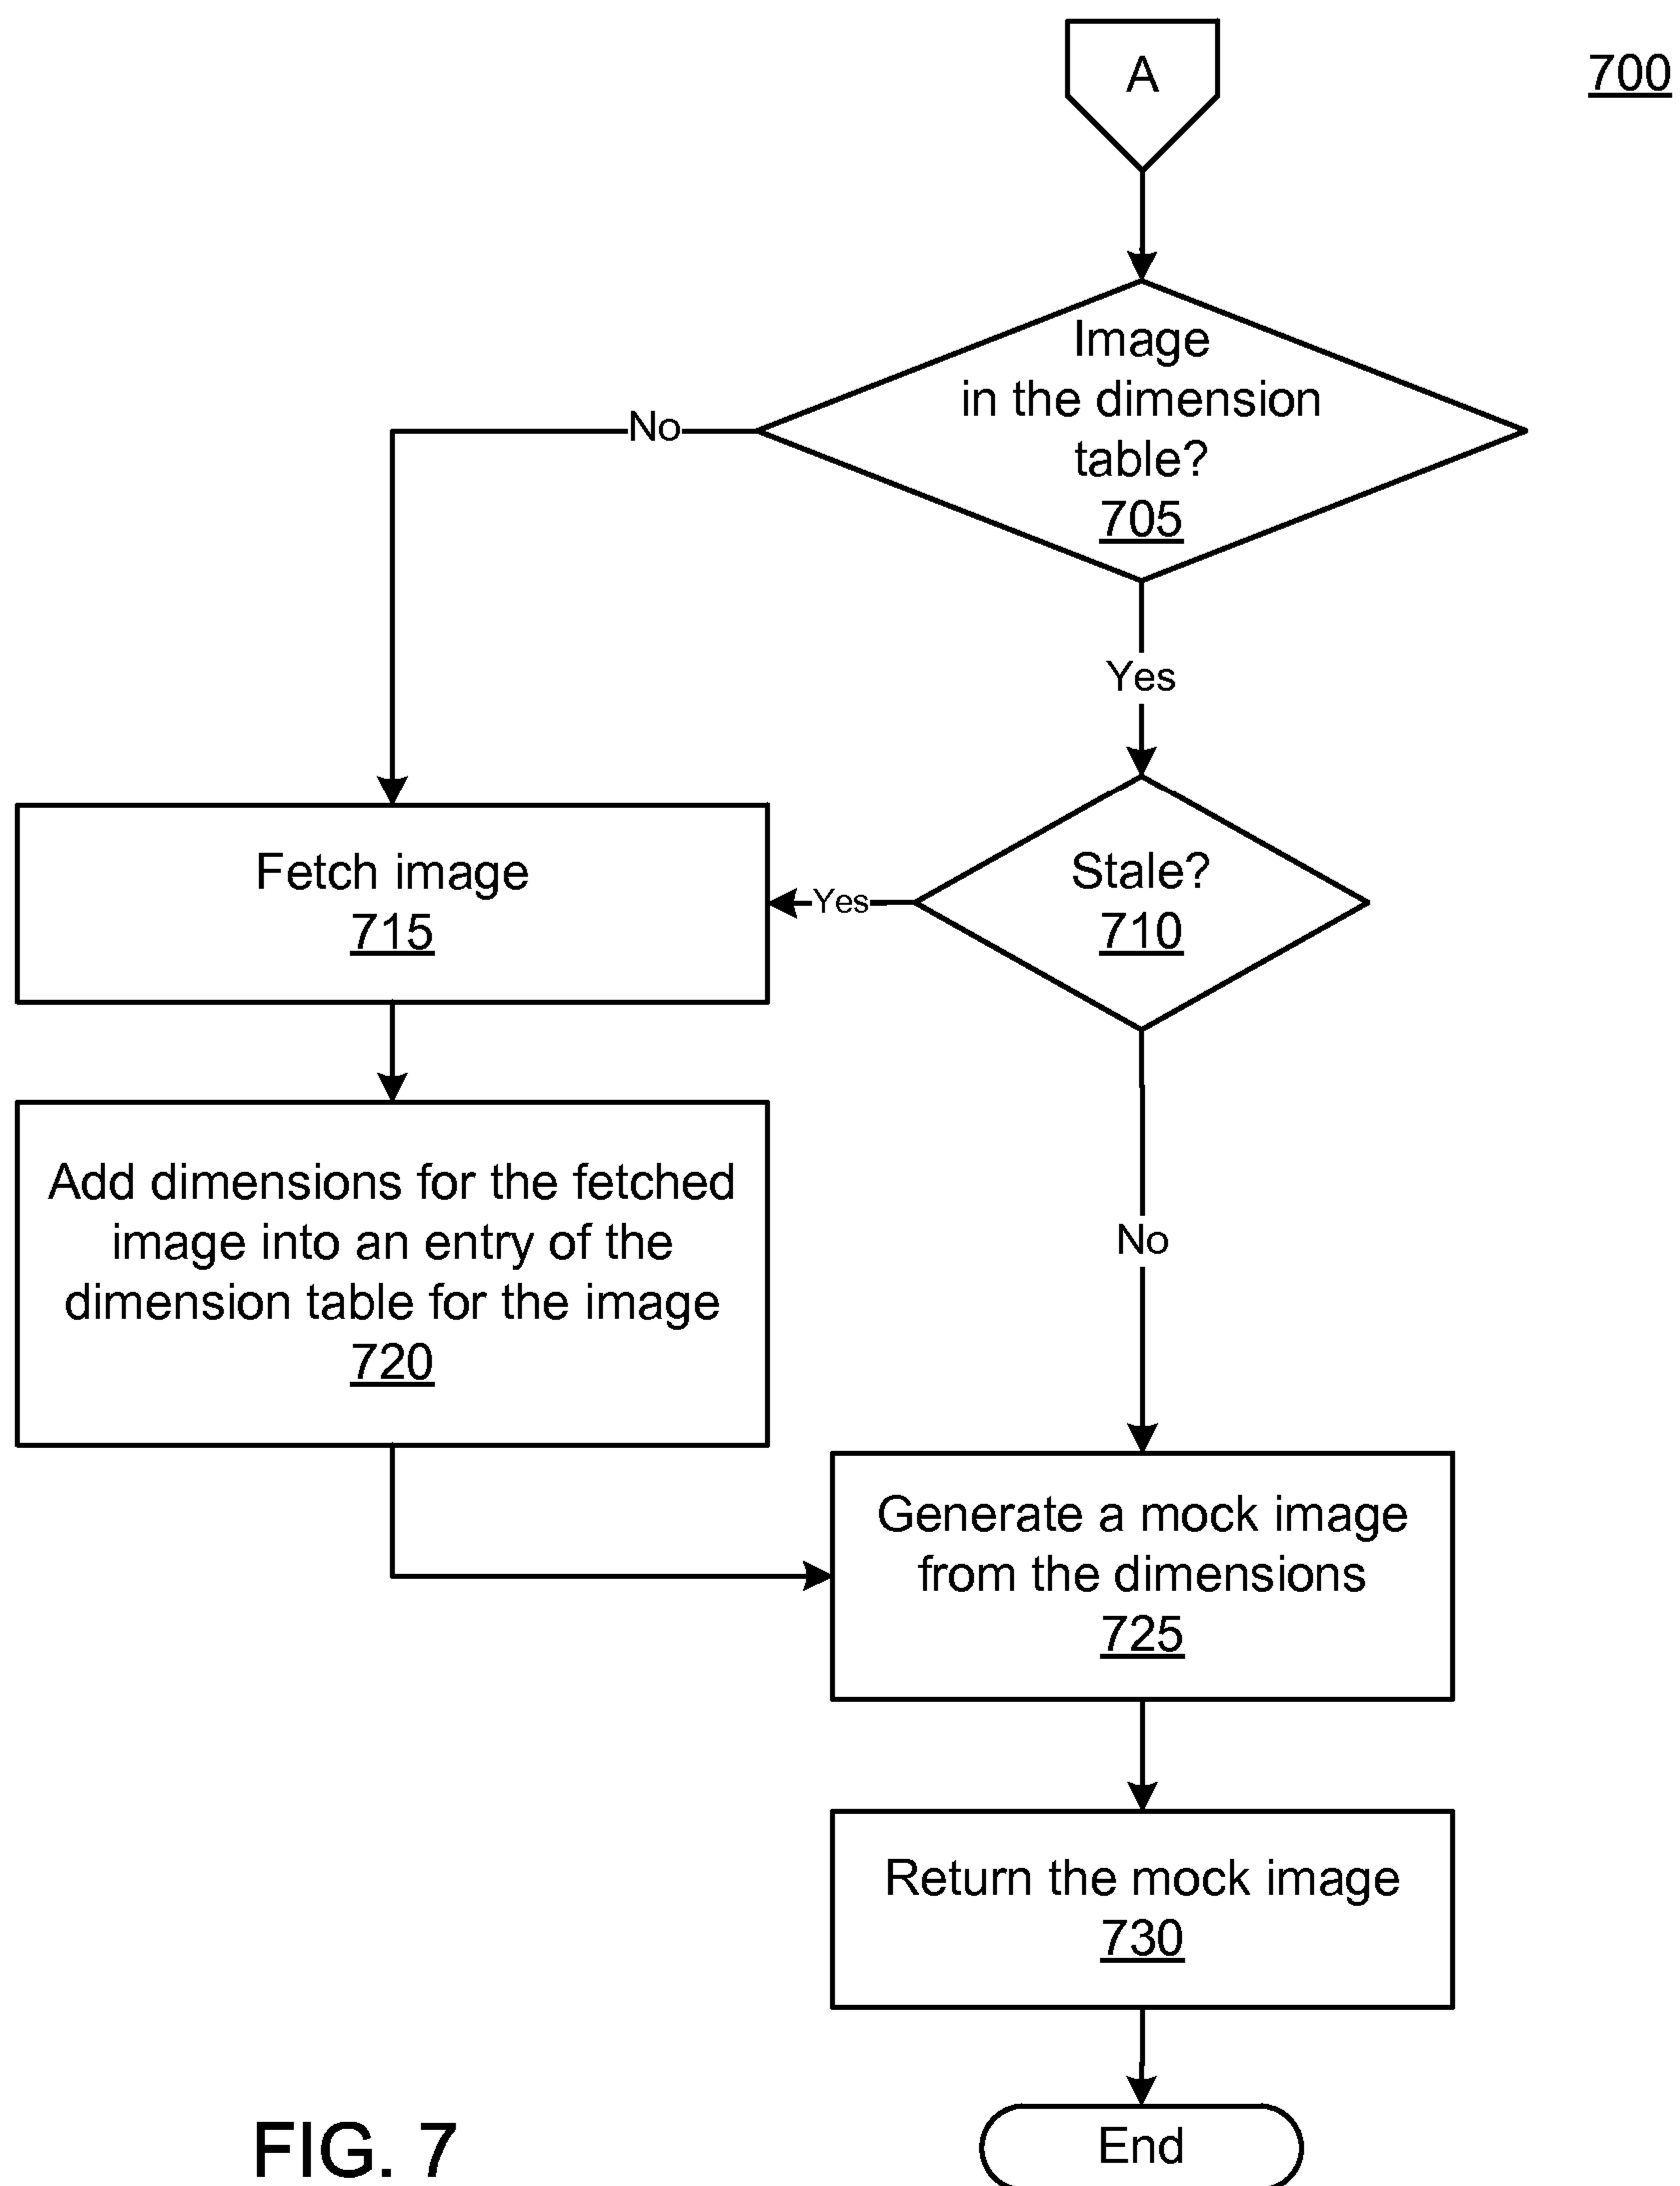 700
A
Image
in the dimension
table?
705
No
Yes
Fetch image
715
Yes
Stale?
710
Add dimensions for the fetched
image into an entry of the
dimension table for the image
720
No
Generate a mock image
from the dimensions
725
Return the mock image
730
End
FIG. 7